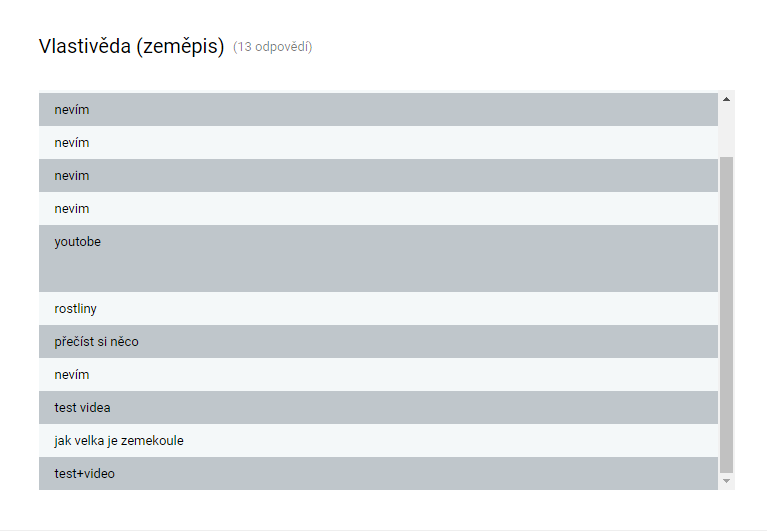 Vlastivěda (zeměpis) (13 odpovědí)
nevím
nevím
nevim
nevim
youtobe
rostliny
přečíst si něco
nevím
test videa
jak velka je zemekoule
test+video